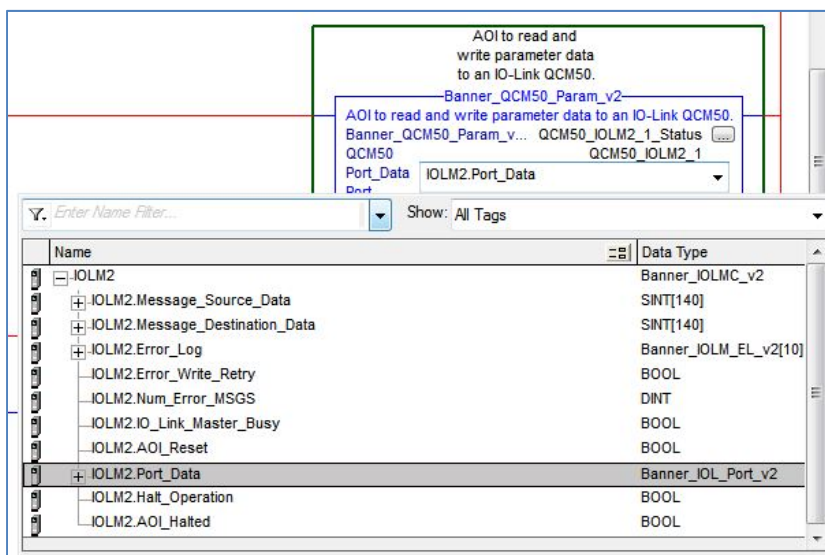 AOI to read and
write parameter data
to an IO-Link QCM50.
Banner_QCM50_Param_v2
AOI to read and write parameter data to an IO-Link QCM50.
Banner_QCM50_Param_v... QCM50_IOLM2_1_Status ...
QCM50 QCM50_IOLM2_1
Port_Data IOLM2.Port_Data
Port
Enter Name Filter... Show: All Tags
Name Data Type
IOLM2 Banner_IOLMC_v2
IOLM2.Message_Source_Data SINT[140]
IOLM2.Message_Destination_Data SINT[140]
IOLM2.Error_Log Banner_IOLM_EL_v2[10]
IOLM2.Error_Write_Retry BOOL
IOLM2.Num_Error_MSGS DINT
IOLM2.IO_Link_Master_Busy BOOL
IOLM2.AOI_Reset BOOL
IOLM2.Port_Data Banner_IOL_Port_v2
IOLM2.Halt_Operation BOOL
IOLM2.AOI_Halted BOOL